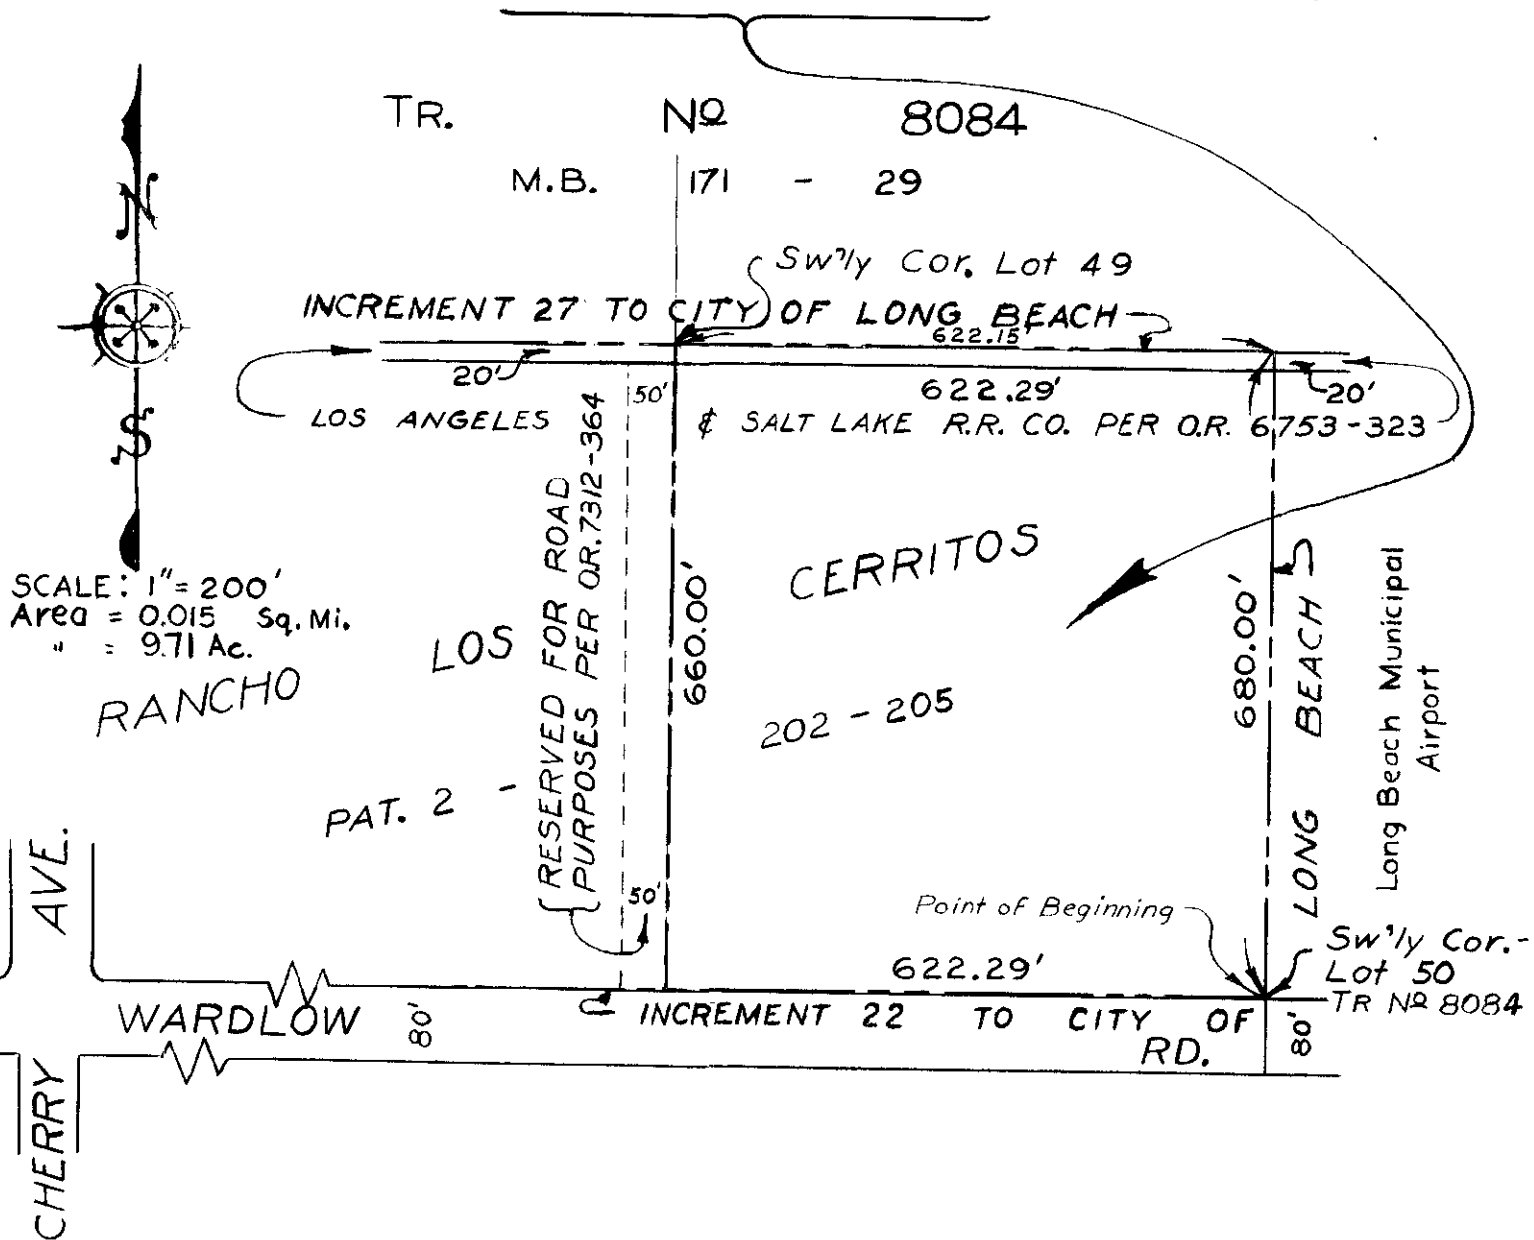 TR. Nº 8084
M.B. 171 - 29
N
S
Sw'ly Cor. Lot 49
INCREMENT 27 TO CITY OF LONG BEACH
622.15'
20'
50'
622.29'
20'
LOS ANGELES & SALT LAKE R.R. CO. PER O.R. 6753-323
RESERVED FOR ROAD
PURPOSES PER O.R. 7312-364
SCALE: 1"= 200'
Area = 0.015 Sq. Mi.
" = 9.71 Ac.
RANCHO LOS CERRITOS
PAT. 2 - 202 - 205
660.00'
680.00'
Long Beach Municipal
Airport
50'
Point of Beginning
Sw'ly Cor.-
Lot 50
TR Nº 8084
622.29'
INCREMENT 22 TO CITY OF LONG BEACH
WARDLOW RD.
80'
80'
CHERRY AVE.